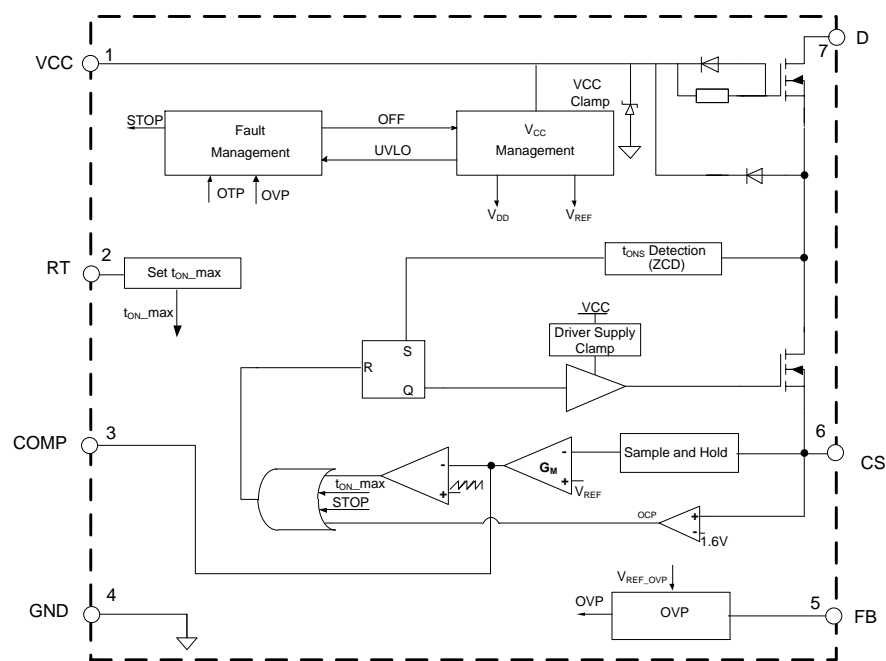 1
VCC
7
D
VCC
Clamp
STOP
Fault
Management
OFF
UVLO
VCC
Management
OTP
OVP
VDD
VREF
2
RT
Set tON_max
tON_max
tONS Detection
(ZCD)
VCC
Driver Supply
Clamp
S
R
Q
3
COMP
6
CS
Sample and Hold
-
+
GM
-
+
VREF
tON_max
STOP
OCP
+
-
1.6V
VREF_OVP
4
GND
OVP
OVP
5
FB